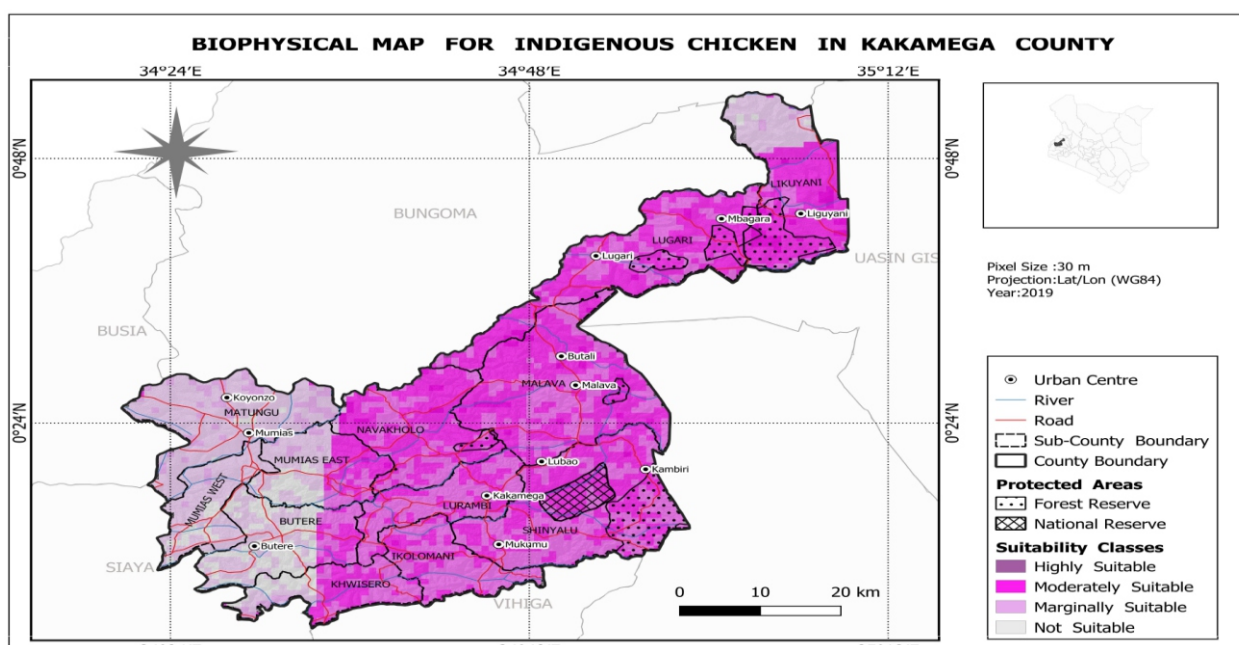 BIOPHYSICAL MAP FOR INDIGENOUS CHICKEN IN KAKAMEGA COUNTY
34°24'E
34°48'E
35°12'E
0°48'N
0°48'N
0°24'N
0°24'N
BUNGOMA
UASIN GIS
BUSIA
SIAYA
VIHIGA
LIKUYANI
Liguyani
Mbagara
LUGARI
Lugari
Butali
MALAVA
Malava
Koyonzo
MATUNGU
Mumias
NAVAKHOLO
MUMIAS EAST
Lubao
Kambiri
MUMIAS WEST
Kakamega
LURAMBI
BUTERE
SHINYALU
Butere
Mukumu
IKOLOMANI
KHWISERO
0 10 20 km
Pixel Size :30 m
Projection:Lat/Lon (WG84)
Year:2019
Urban Centre
River
Road
Sub-County Boundary
County Boundary
Protected Areas
Forest Reserve
National Reserve
Suitability Classes
Highly Suitable
Moderately Suitable
Marginally Suitable
Not Suitable